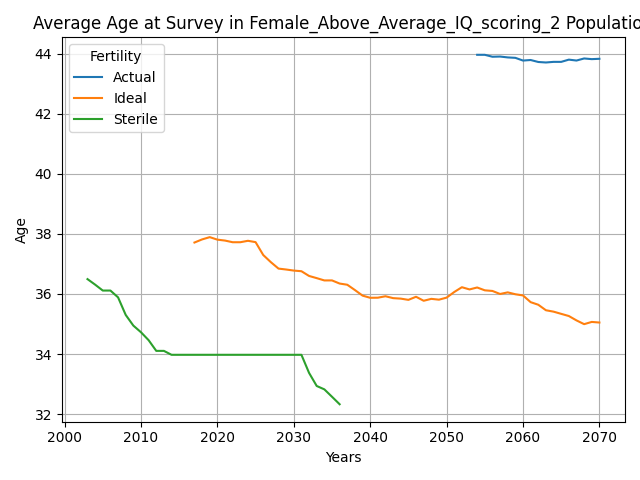 Average Age at Survey in Female_Above_Average_IQ_scoring_2 Populatio
Fertility
Actual
Ideal
Sterile
44
42
40
38
36
34
32
Age
2000 2010 2020 2030 2040 2050 2060 2070
Years